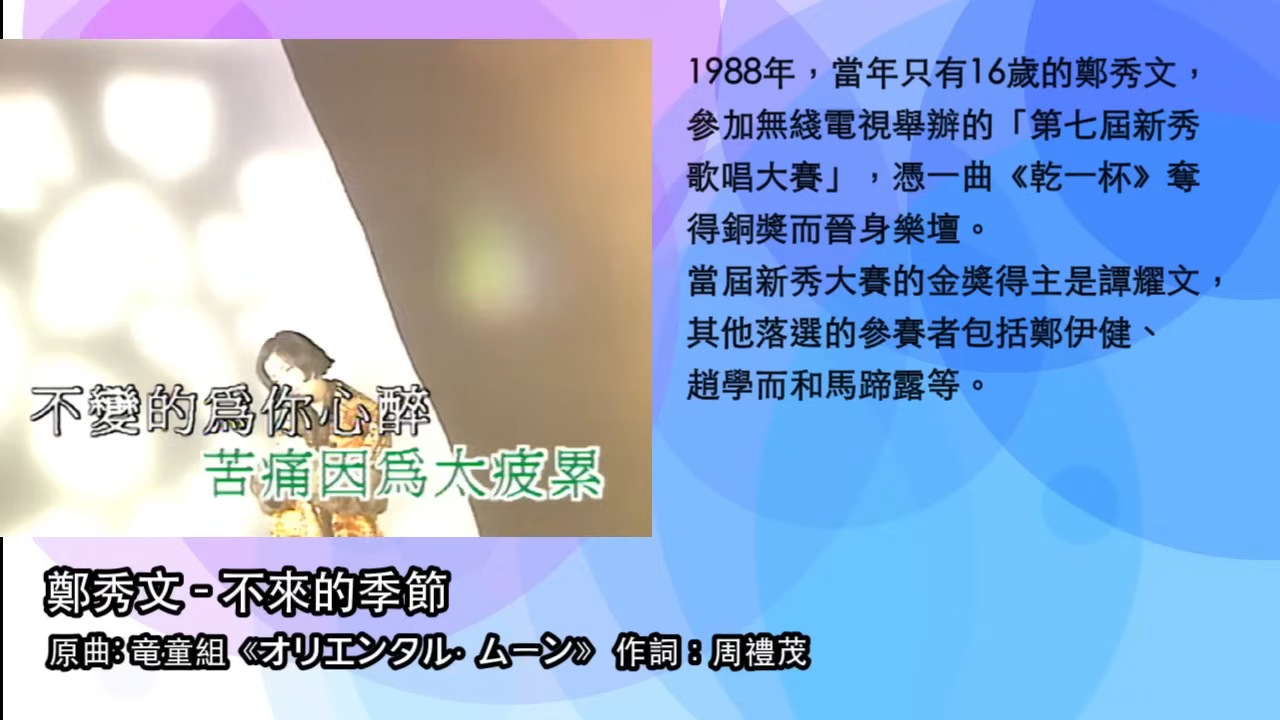 1988年，當年只有16歲的鄭秀文，
參加無綫電視舉辦的「第七屆新秀
歌唱大賽」，憑一曲《乾一杯》奪
得銅獎而晉身樂壇。
當屆新秀大賽的金獎得主是譚耀文，
其他落選的參賽者包括鄭伊健、
趙學而和馬蹄露等。
不變的爲你心醉
苦痛因爲太疲累
鄭秀文 - 不來的季節
原曲: 竜童組《オリエンタル· ムーン》 作詞：周禮茂